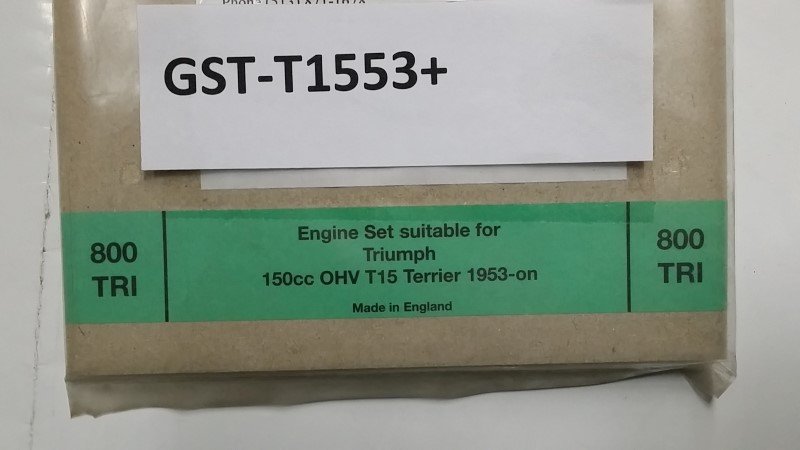 GST-T1553+
800
TRI
Engine Set suitable for
Triumph
150cc OHV T15 Terrier 1953-on
Made in England
800
TRI